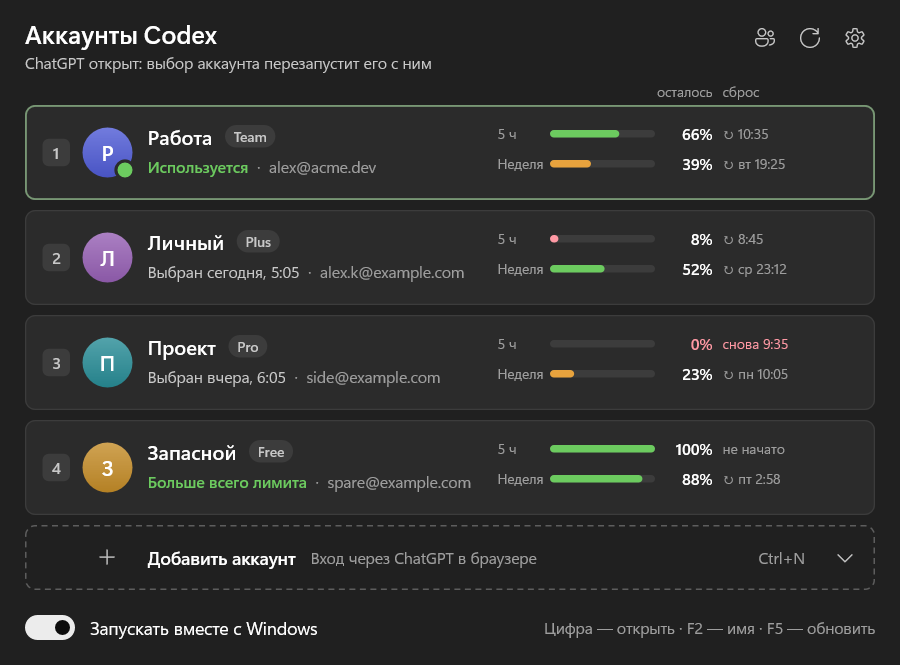 Аккаунты Codex
ChatGPT открыт: выбор аккаунта перезапустит его с ним
осталось сброс
1 Р Работа Team 5 ч 66% ↻ 10:35
Используется · alex@acme.dev Неделя 39% ↻ вт 19:25
2 Л Личный Plus 5 ч 8% ↻ 8:45
Выбран сегодня, 5:05 · alex.k@example.com Неделя 52% ↻ ср 23:12
3 П Проект Pro 5 ч 0% снова 9:35
Выбран вчера, 6:05 · side@example.com Неделя 23% ↻ пн 10:05
4 З Запасной Free 5 ч 100% не начато
Больше всего лимита · spare@example.com Неделя 88% ↻ пт 2:58
+ Добавить аккаунт Вход через ChatGPT в браузере Ctrl+N
Запускать вместе с Windows Цифра — открыть · F2 — имя · F5 — обновить